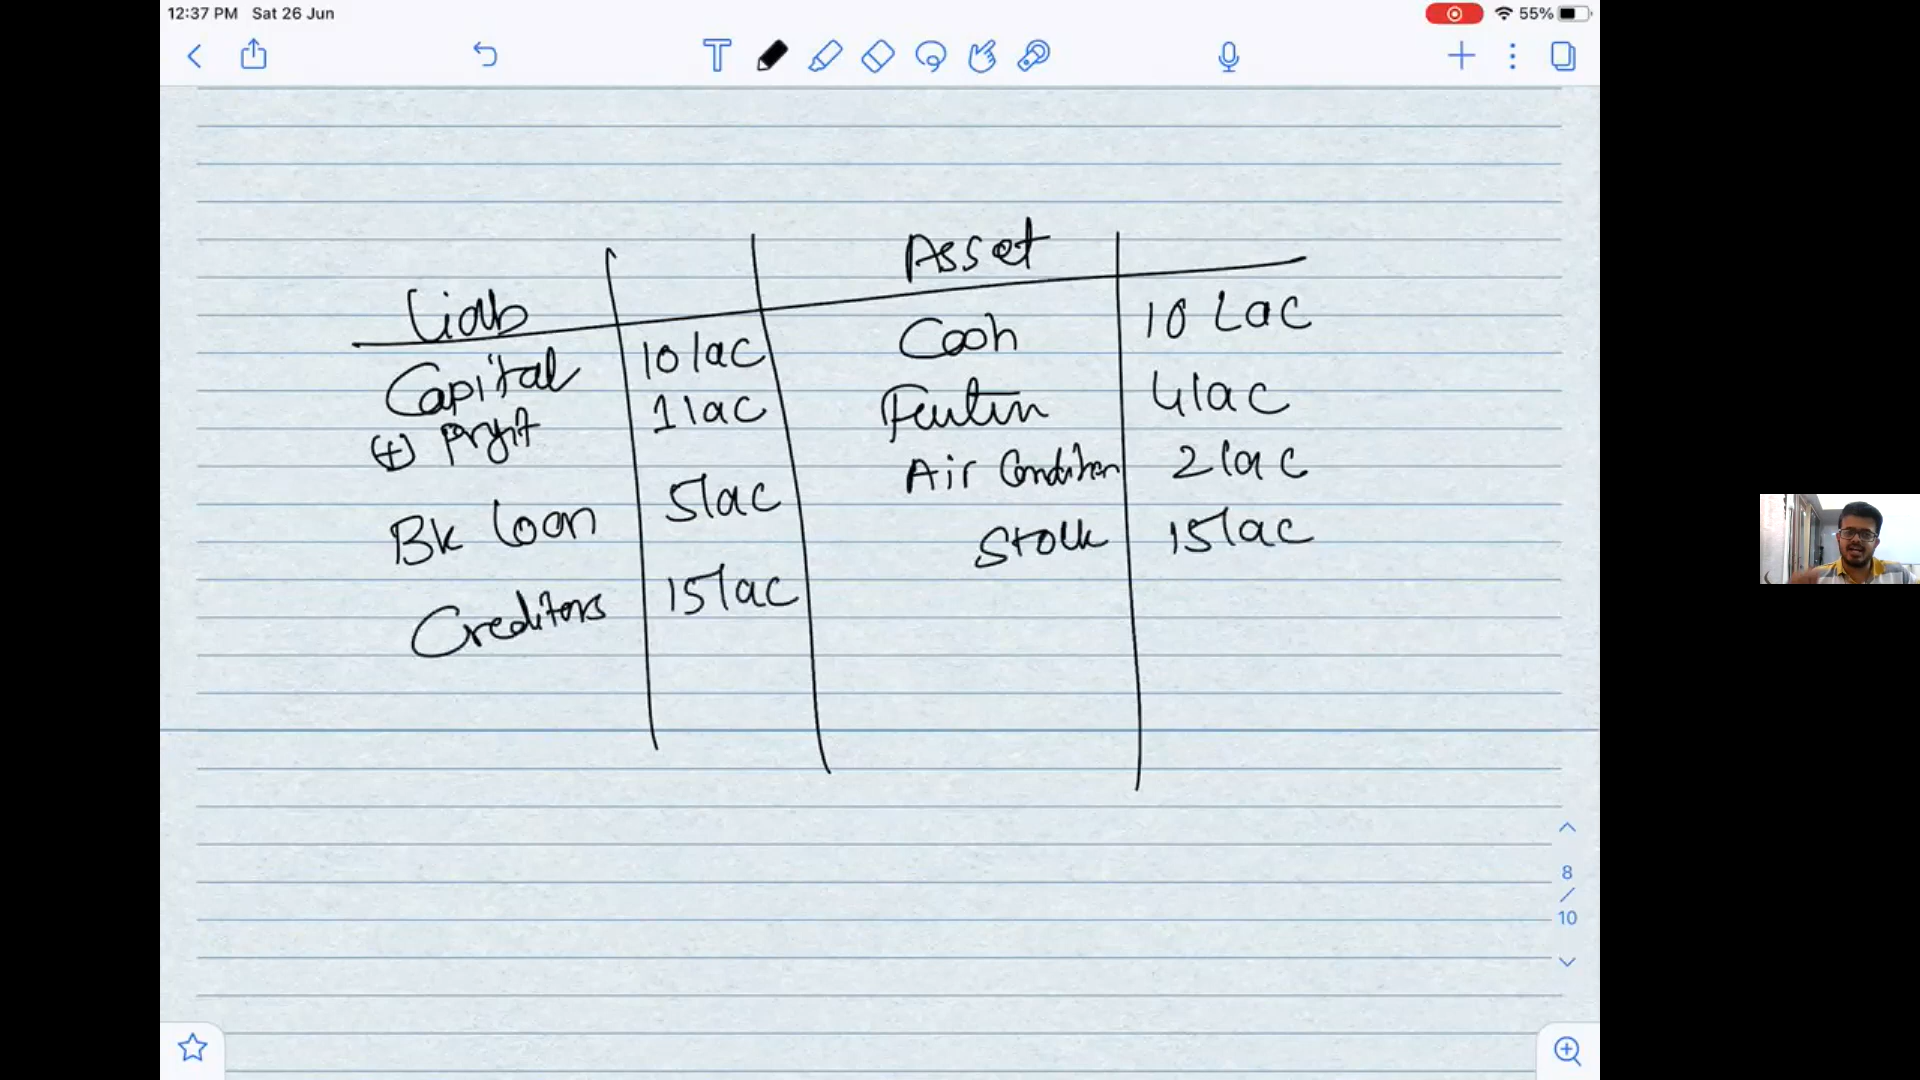 12:37 PM Sat 26 Jun
55%
T
Asset
Liab
Cash 10 Lac
Capital 10 lac
4 lac
(+) Profit 1 lac
Air Condition 2 lac
Bk Loan 5 lac
Stock 15 lac
Creditors 15 lac
8
/
10